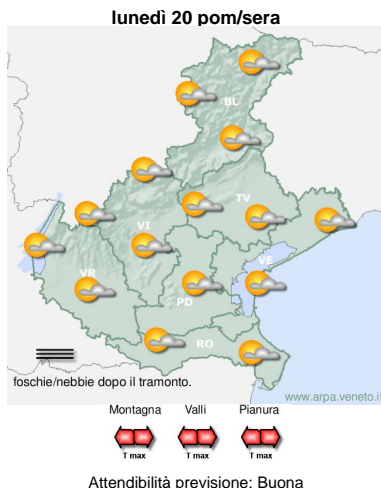 lunedì 20 pom/sera
BL
TV
VI
VE
VR
PD
RO
foschie/nebbie dopo il tramonto.
www.arpa.veneto.it
Montagna Valli Pianura
T max T max T max
Attendibilità previsione: Buona